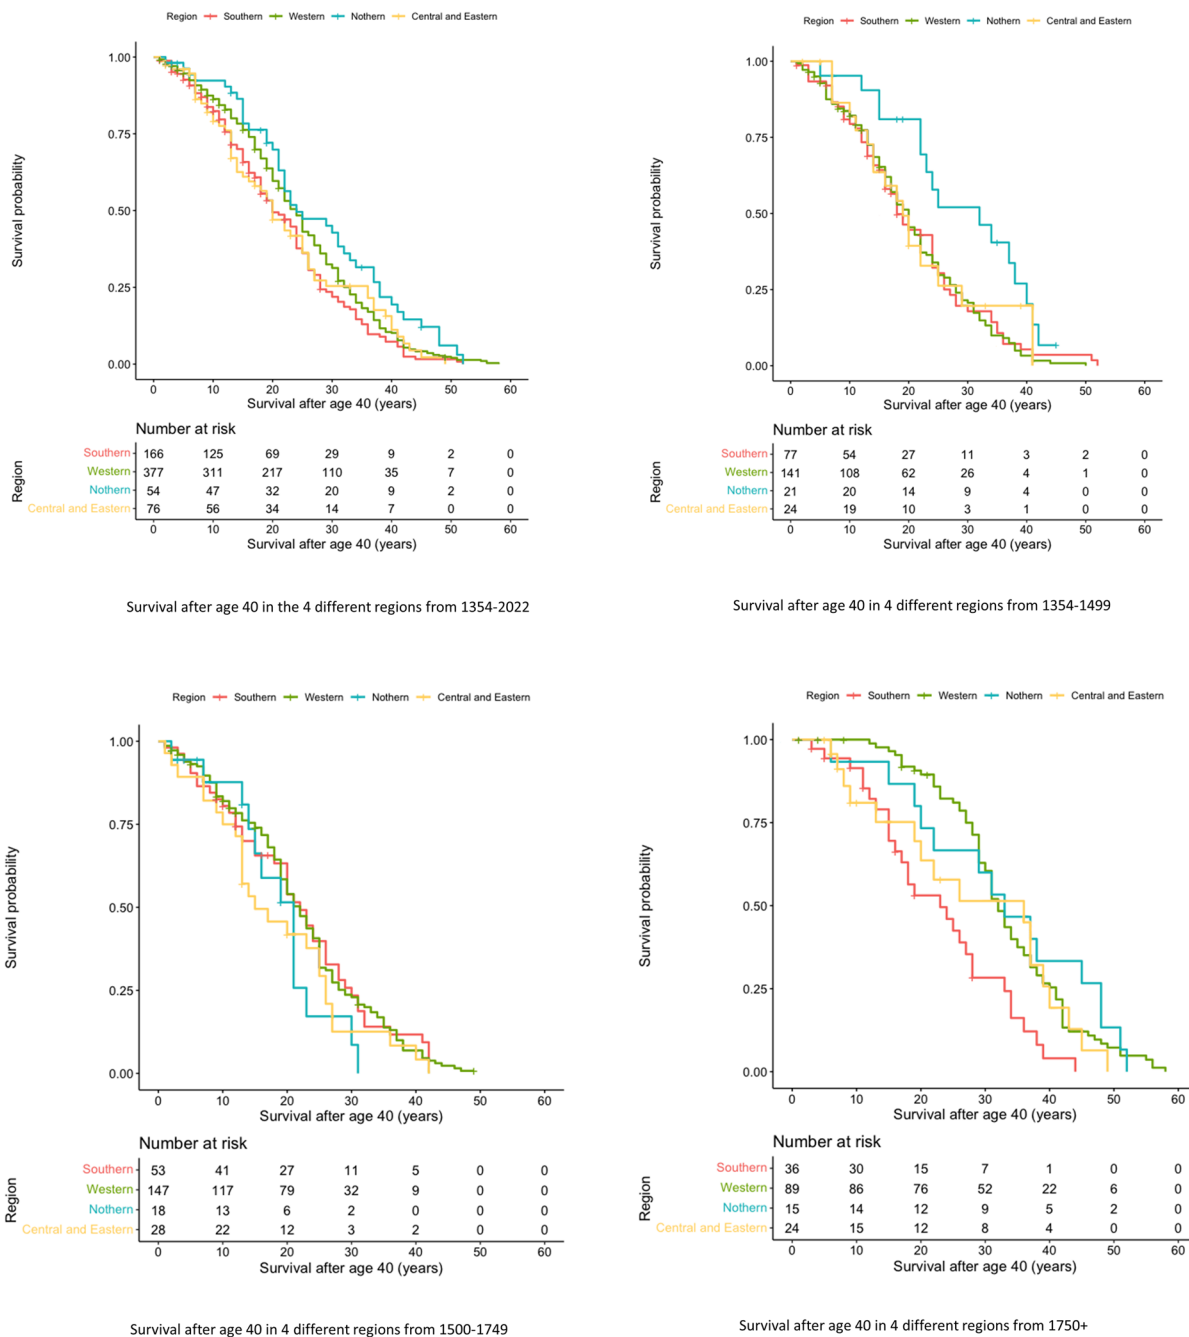 Region Southern Western Nothern Central and Eastern
Survival probability
1.00
0.75
0.50
0.25
0.00
0 10 20 30 40 50 60
Survival after age 40 (years)
Number at risk
Region
Southern 166 125 69 29 9 2 0
Western 377 311 217 110 35 7 0
Nothern 54 47 32 20 9 2 0
Central and Eastern 76 56 34 14 7 0 0
0 10 20 30 40 50 60
Survival after age 40 (years)
Survival after age 40 in the 4 different regions from 1354-2022
Region Southern Western Nothern Central and Eastern
Survival probability
1.00
0.75
0.50
0.25
0.00
0 10 20 30 40 50 60
Survival after age 40 (years)
Number at risk
Region
Southern 77 54 27 11 3 2 0
Western 141 108 62 26 4 1 0
Nothern 21 20 14 9 4 0 0
Central and Eastern 24 19 10 3 1 0 0
0 10 20 30 40 50 60
Survival after age 40 (years)
Survival after age 40 in 4 different regions from 1354-1499
Region Southern Western Nothern Central and Eastern
Survival probability
1.00
0.75
0.50
0.25
0.00
0 10 20 30 40 50 60
Survival after age 40 (years)
Number at risk
Region
Southern 53 41 27 11 5 0 0
Western 147 117 79 32 9 0 0
Nothern 18 13 6 2 0 0 0
Central and Eastern 28 22 12 3 2 0 0
0 10 20 30 40 50 60
Survival after age 40 (years)
Survival after age 40 in 4 different regions from 1500-1749
Region Southern Western Nothern Central and Eastern
Survival probability
1.00
0.75
0.50
0.25
0.00
0 10 20 30 40 50 60
Survival after age 40 (years)
Number at risk
Region
Southern 36 30 15 7 1 0 0
Western 89 86 76 52 22 6 0
Nothern 15 14 12 9 5 2 0
Central and Eastern 24 15 12 8 4 0 0
0 10 20 30 40 50 60
Survival after age 40 (years)
Survival after age 40 in 4 different regions from 1750+